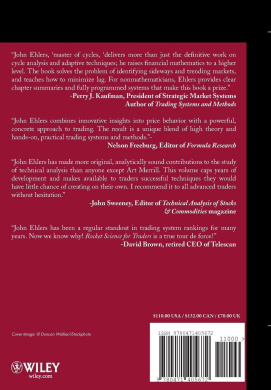 "John Ehlers, 'master of cycles, 'delivers more than just the definitive work on
cycle analysis and adaptive techniques; he raises financial mathematics to a higher
level. The book solves the problem of identifying sideways and trending markets,
and teaches how to minimize lag. For nonmathematicians, Ehlers provides clear
chapter summaries and fully programmed systems that make this book a prize."
-Perry J. Kaufman, President of Strategic Market Systems
Author of Trading Systems and Methods
"John Ehlers combines innovative insights into price behavior with a powerful,
concrete approach to trading. The result is a unique blend of high theory and
hands-on, practical trading systems and methods."-
Nelson Freeburg, Editor of Formula Research
"John Ehlers has made more original, analytically sound contributions to the study
of technical analysis than anyone except Art Merrill. This volume caps years of
development and makes available to traders successful techniques they would
have little chance of creating on their own. I recommend it to all advanced traders
without hesitation."
-John Sweeney, Editor of Technical Analysis of Stocks
& Commodities magazine
"John Ehlers has been a regular standout in trading system rankings for many
years. Now we know why! Rocket Science for Traders is a true tour de force!"
-David Brown, retired CEO of Telescan
$110.00 USA / $132.00 CAN / £70.00 UK
Cover Image: © Duncan Walker/iStockphoto
ISBN 9780471405672
11000
WILEY
wiley.com
9 780471 405672